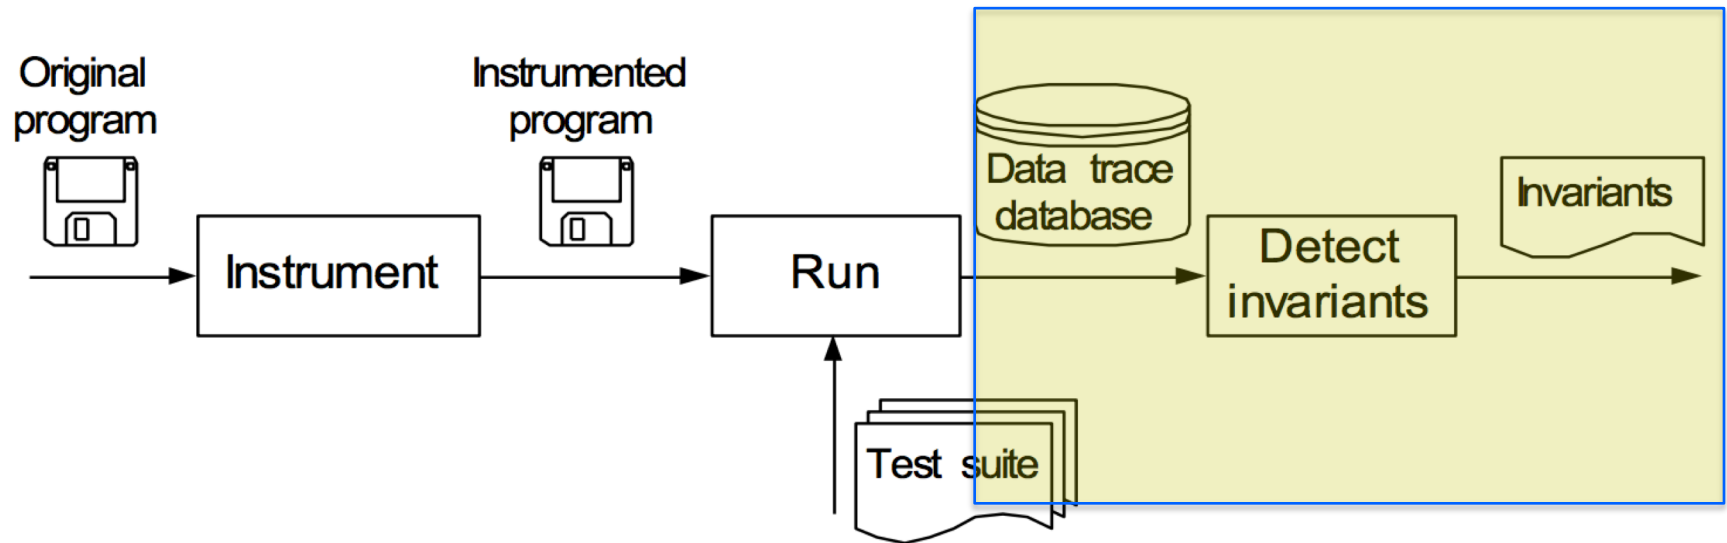 Original
program
Instrumented
program
Data trace
database
Invariants
Instrument
Run
Detect
invariants
Test suite